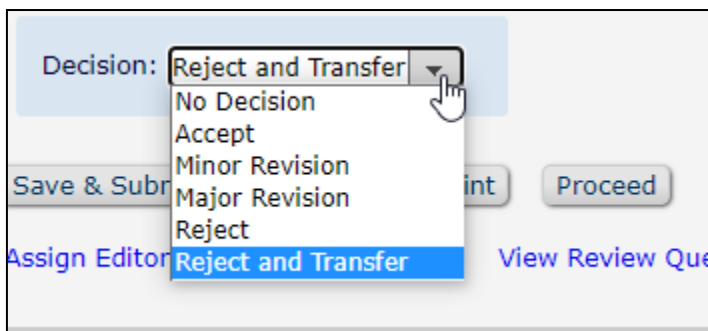 Decision: Reject and Transfer
No Decision
Accept
Minor Revision
Major Revision
Reject
Reject and Transfer
Save & Subr int Proceed
Assign Editor View Review Que